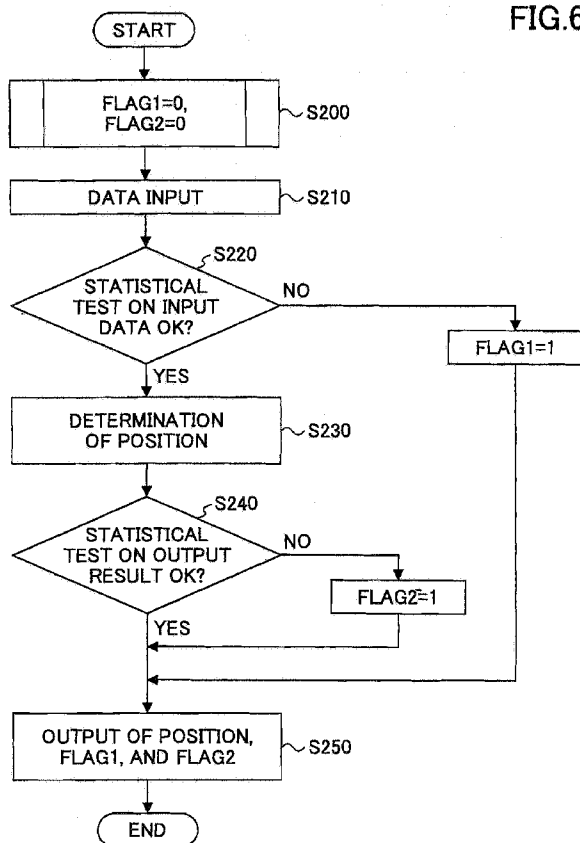 FIG.6
START
FLAG1=0,
FLAG2=0
S200
DATA INPUT
S210
S220
STATISTICAL
TEST ON INPUT
DATA OK?
NO
FLAG1=1
YES
DETERMINATION
OF POSITION
S230
S240
STATISTICAL
TEST ON OUTPUT
RESULT OK?
NO
FLAG2=1
YES
OUTPUT OF POSITION,
FLAG1, AND FLAG2
S250
END